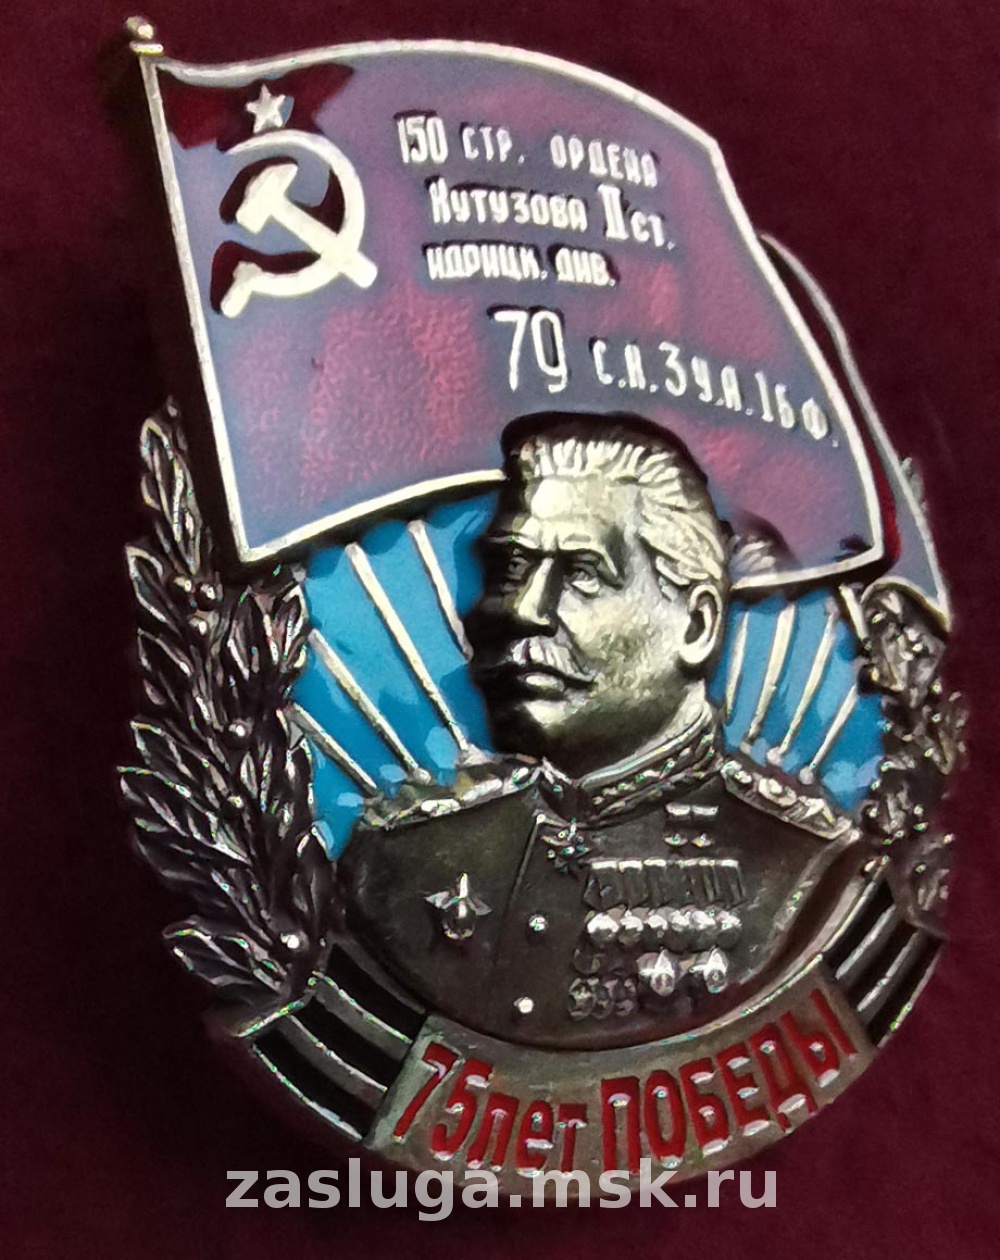 150 СТР. ОРДЕНА
Кутузова II ст.
ИДРИЦК. ДИВ.
79 С.К. 3 У.А. 1 Б Ф.
75 лет ПОБЕДЫ
zasluga.msk.ru